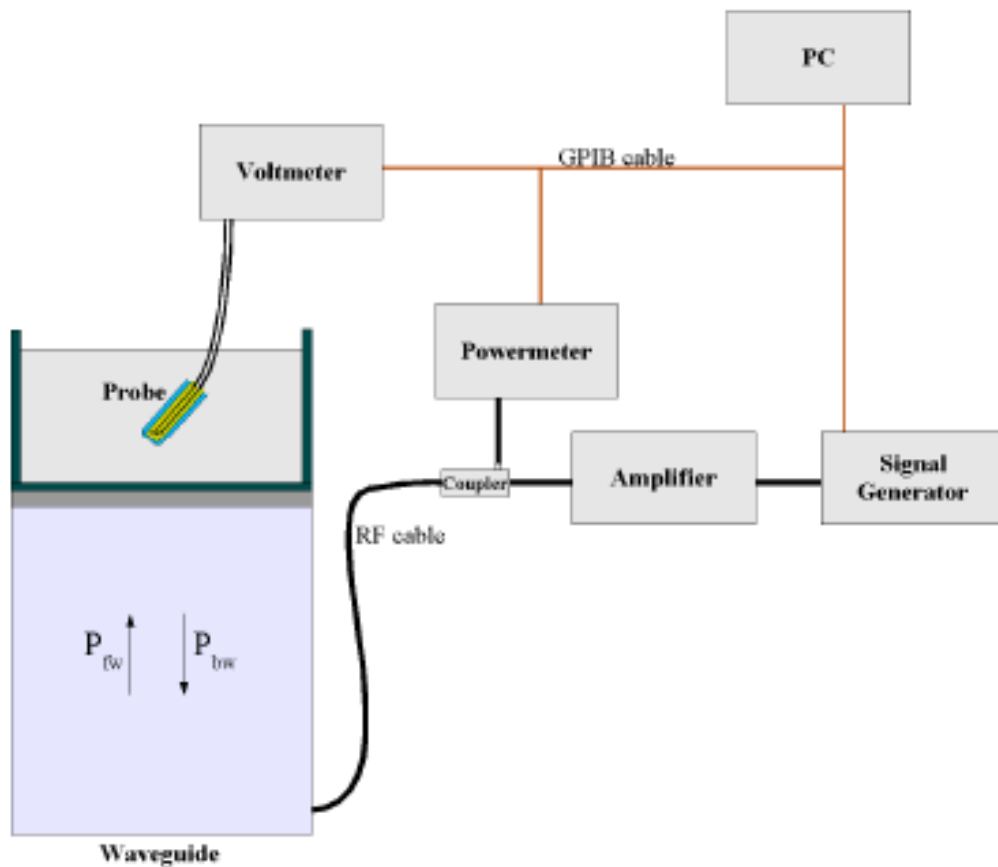 PC
Voltmeter
GPIB cable
Powermeter
Probe
Coupler
Amplifier
Signal
Generator
RF cable
P fw
P bw
Waveguide